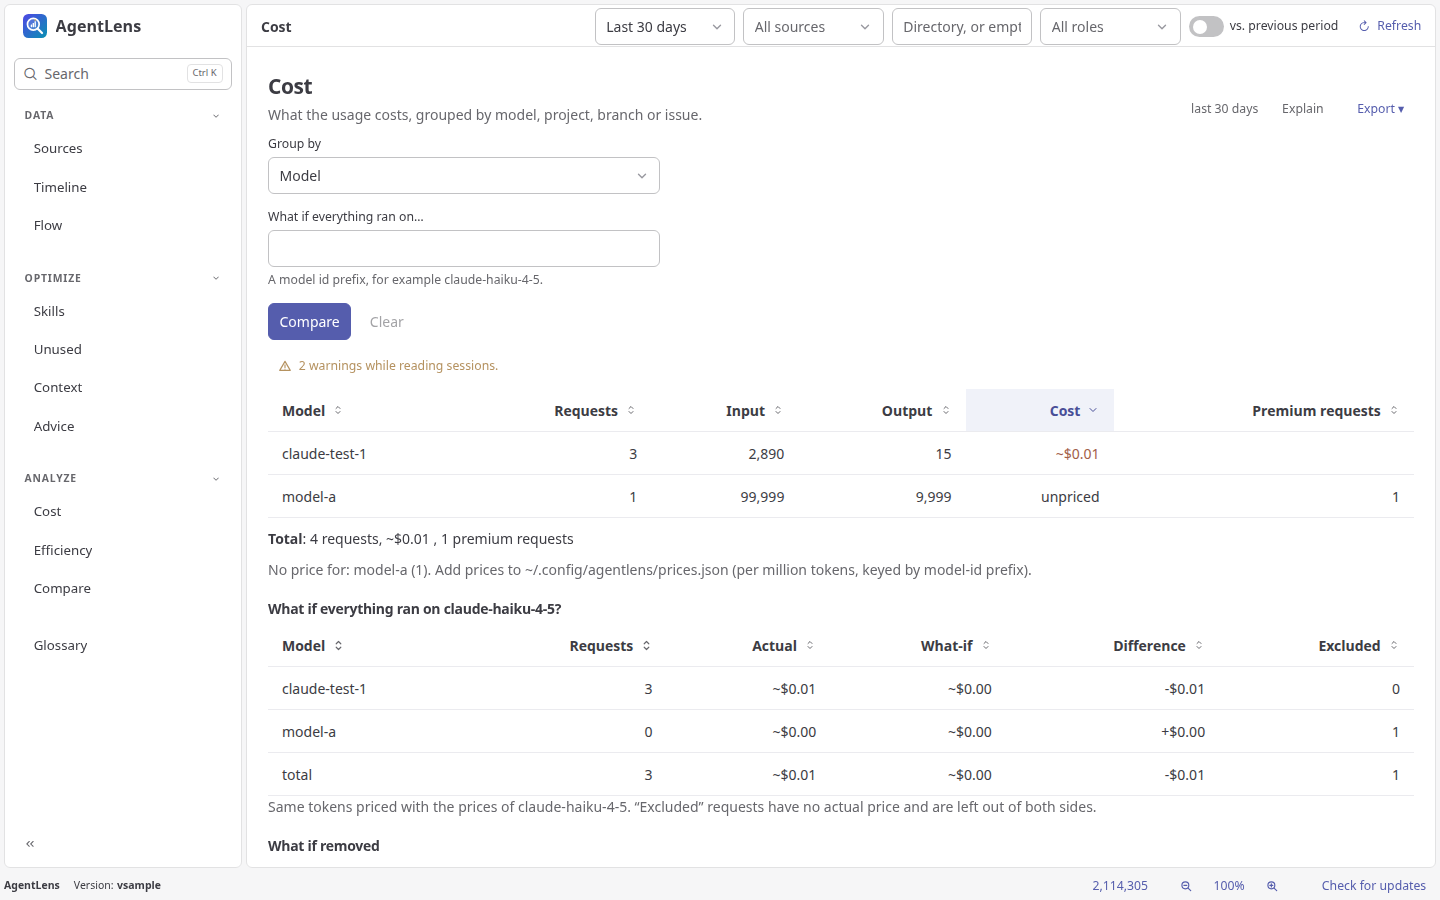 AgentLens
Search
Ctrl K
DATA
Sources
Timeline
Flow
OPTIMIZE
Skills
Unused
Context
Advice
ANALYZE
Cost
Efficiency
Compare
Glossary
Cost
Last 30 days
All sources
Directory, or empt
All roles
vs. previous period
Refresh
Cost
What the usage costs, grouped by model, project, branch or issue.
last 30 days
Explain
Export ▾
Group by
Model
What if everything ran on...
A model id prefix, for example claude-haiku-4-5.
Compare
Clear
2 warnings while reading sessions.
Model Requests Input Output Cost Premium requests
claude-test-1 3 2,890 15 ~$0.01
model-a 1 99,999 9,999 unpriced 1
Total: 4 requests, ~$0.01 , 1 premium requests
No price for: model-a (1). Add prices to ~/.config/agentlens/prices.json (per million tokens, keyed by model-id prefix).
What if everything ran on claude-haiku-4-5?
Model Requests Actual What-if Difference Excluded
claude-test-1 3 ~$0.01 ~$0.00 -$0.01 0
model-a 0 ~$0.00 ~$0.00 +$0.00 1
total 3 ~$0.01 ~$0.00 -$0.01 1
Same tokens priced with the prices of claude-haiku-4-5. “Excluded” requests have no actual price and are left out of both sides.
What if removed
«
AgentLens Version: vsample
2,114,305
100%
Check for updates